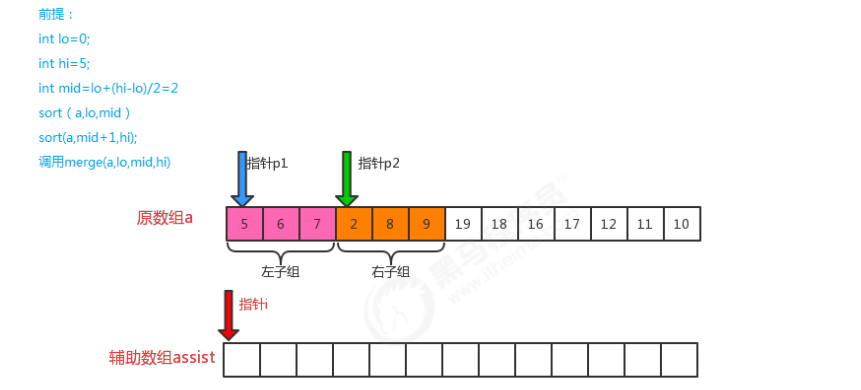 前提：
int lo=0;
int hi=5;
int mid=lo+(hi-lo)/2=2
sort（a,lo,mid）
sort(a,mid+1,hi);
调用merge(a,lo,mid,hi)
指针p1
指针p2
原数组a
5 6 7 2 8 9 19 18 16 17 12 11 10
左子组
右子组
指针i
辅助数组assist